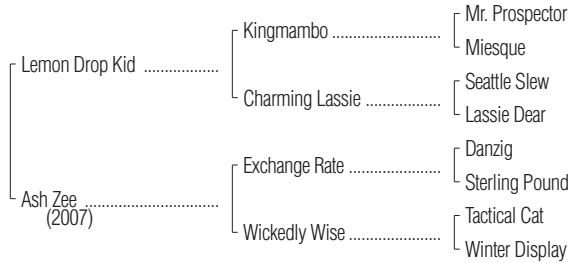 Mr. Prospector
Kingmambo ........................
Miesque
Lemon Drop Kid ................
Seattle Slew
Charming Lassie ................
Lassie Dear
Danzig
Exchange Rate ....................
Sterling Pound
Ash Zee .............................
(2007)
Tactical Cat
Wickedly Wise ....................
Winter Display